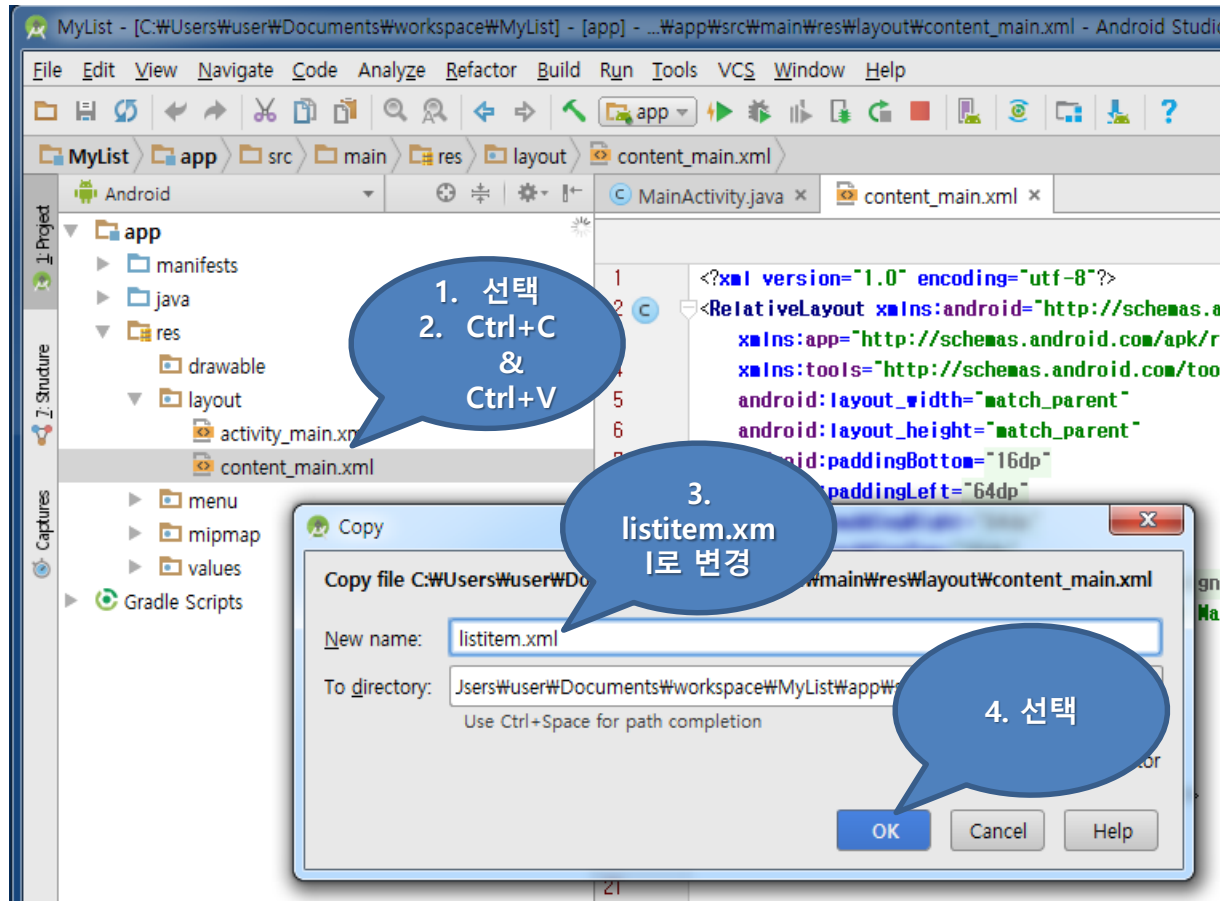 MyList - [C:₩Users₩user₩Documents₩workspace₩MyList] - [app] - ...₩app₩src₩main₩res₩layout₩content_main.xml - Android Studio
File Edit View Navigate Code Analyze Refactor Build Run Tools VCS Window Help
app
?
MyList app src main res layout content_main.xml
Android
MainActivity.java × content_main.xml ×
1: Project
7: Structure
Captures
app
manifests
java
res
drawable
layout
activity_main.xm
content_main.xml
menu
mipmap
values
Gradle Scripts
1. 선택
2. Ctrl+C
&
Ctrl+V
1 <?xml version="1.0" encoding="utf-8"?>
2 <RelativeLayout xmlns:android="http://schemas.a
xmlns:app="http://schemas.android.com/apk/r
xmlns:tools="http://schemas.android.com/too
5 android:layout_width="match_parent"
6 android:layout_height="match_parent"
android:paddingBottom="16dp"
:paddingLeft="64dp"
3.
listitem.xm
l로 변경
Copy
Copy file C:₩Users₩user₩Do ₩main₩res₩layout₩content_main.xml
New name: listitem.xml
To directory: Jsers₩user₩Documents₩workspace₩MyList₩app₩s
Use Ctrl+Space for path completion
4. 선택
tor
OK Cancel Help
gn
Ma
21